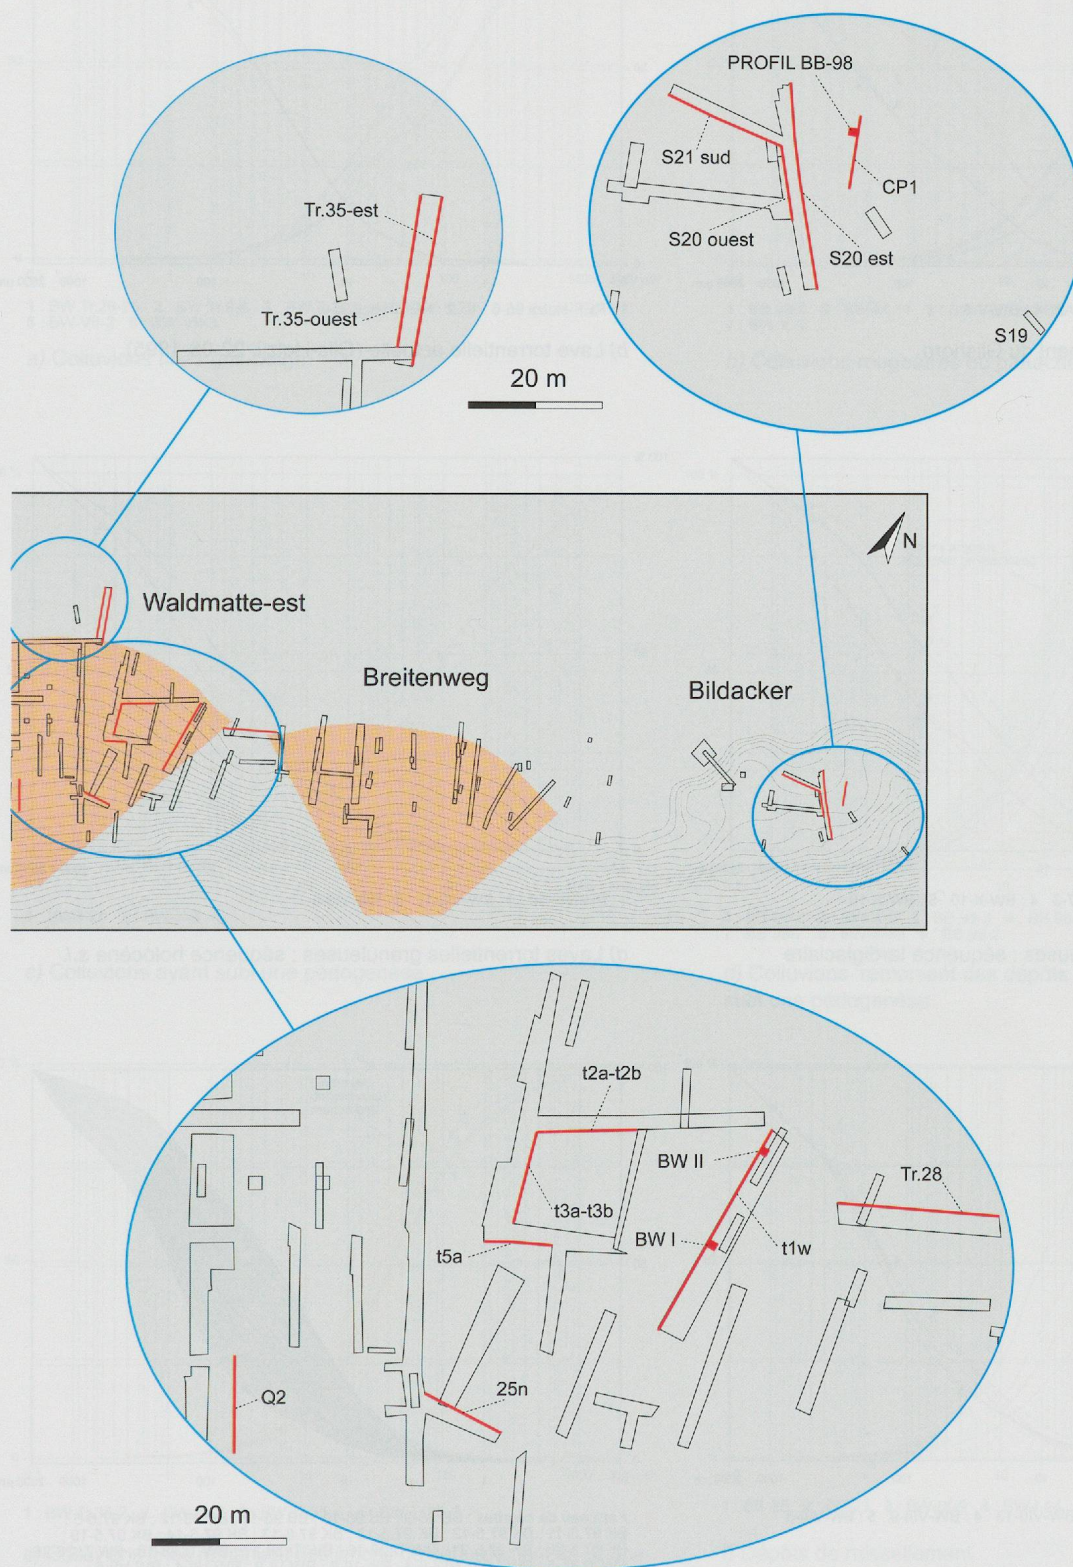 PROFIL BB-98
S21 sud
CP1
S20 ouest
S20 est
S19
Tr.35-est
Tr.35-ouest
20 m
N
Waldmatte-est
Breitenweg
Bildacker
t2a-t2b
BW II
Tr.28
t3a-t3b
BW I
t1w
t5a
25n
Q2
20 m